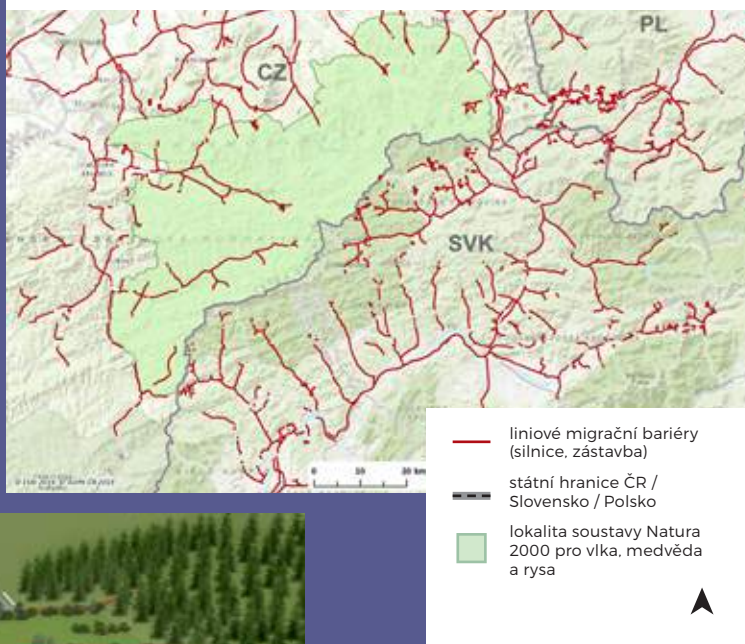 CZ
PL
SVK
0 10 20 km
liniové migrační bariéry
(silnice, zástavba)
státní hranice ČR /
Slovensko / Polsko
lokalita soustavy Natura
2000 pro vlka, medvěda
a rysa